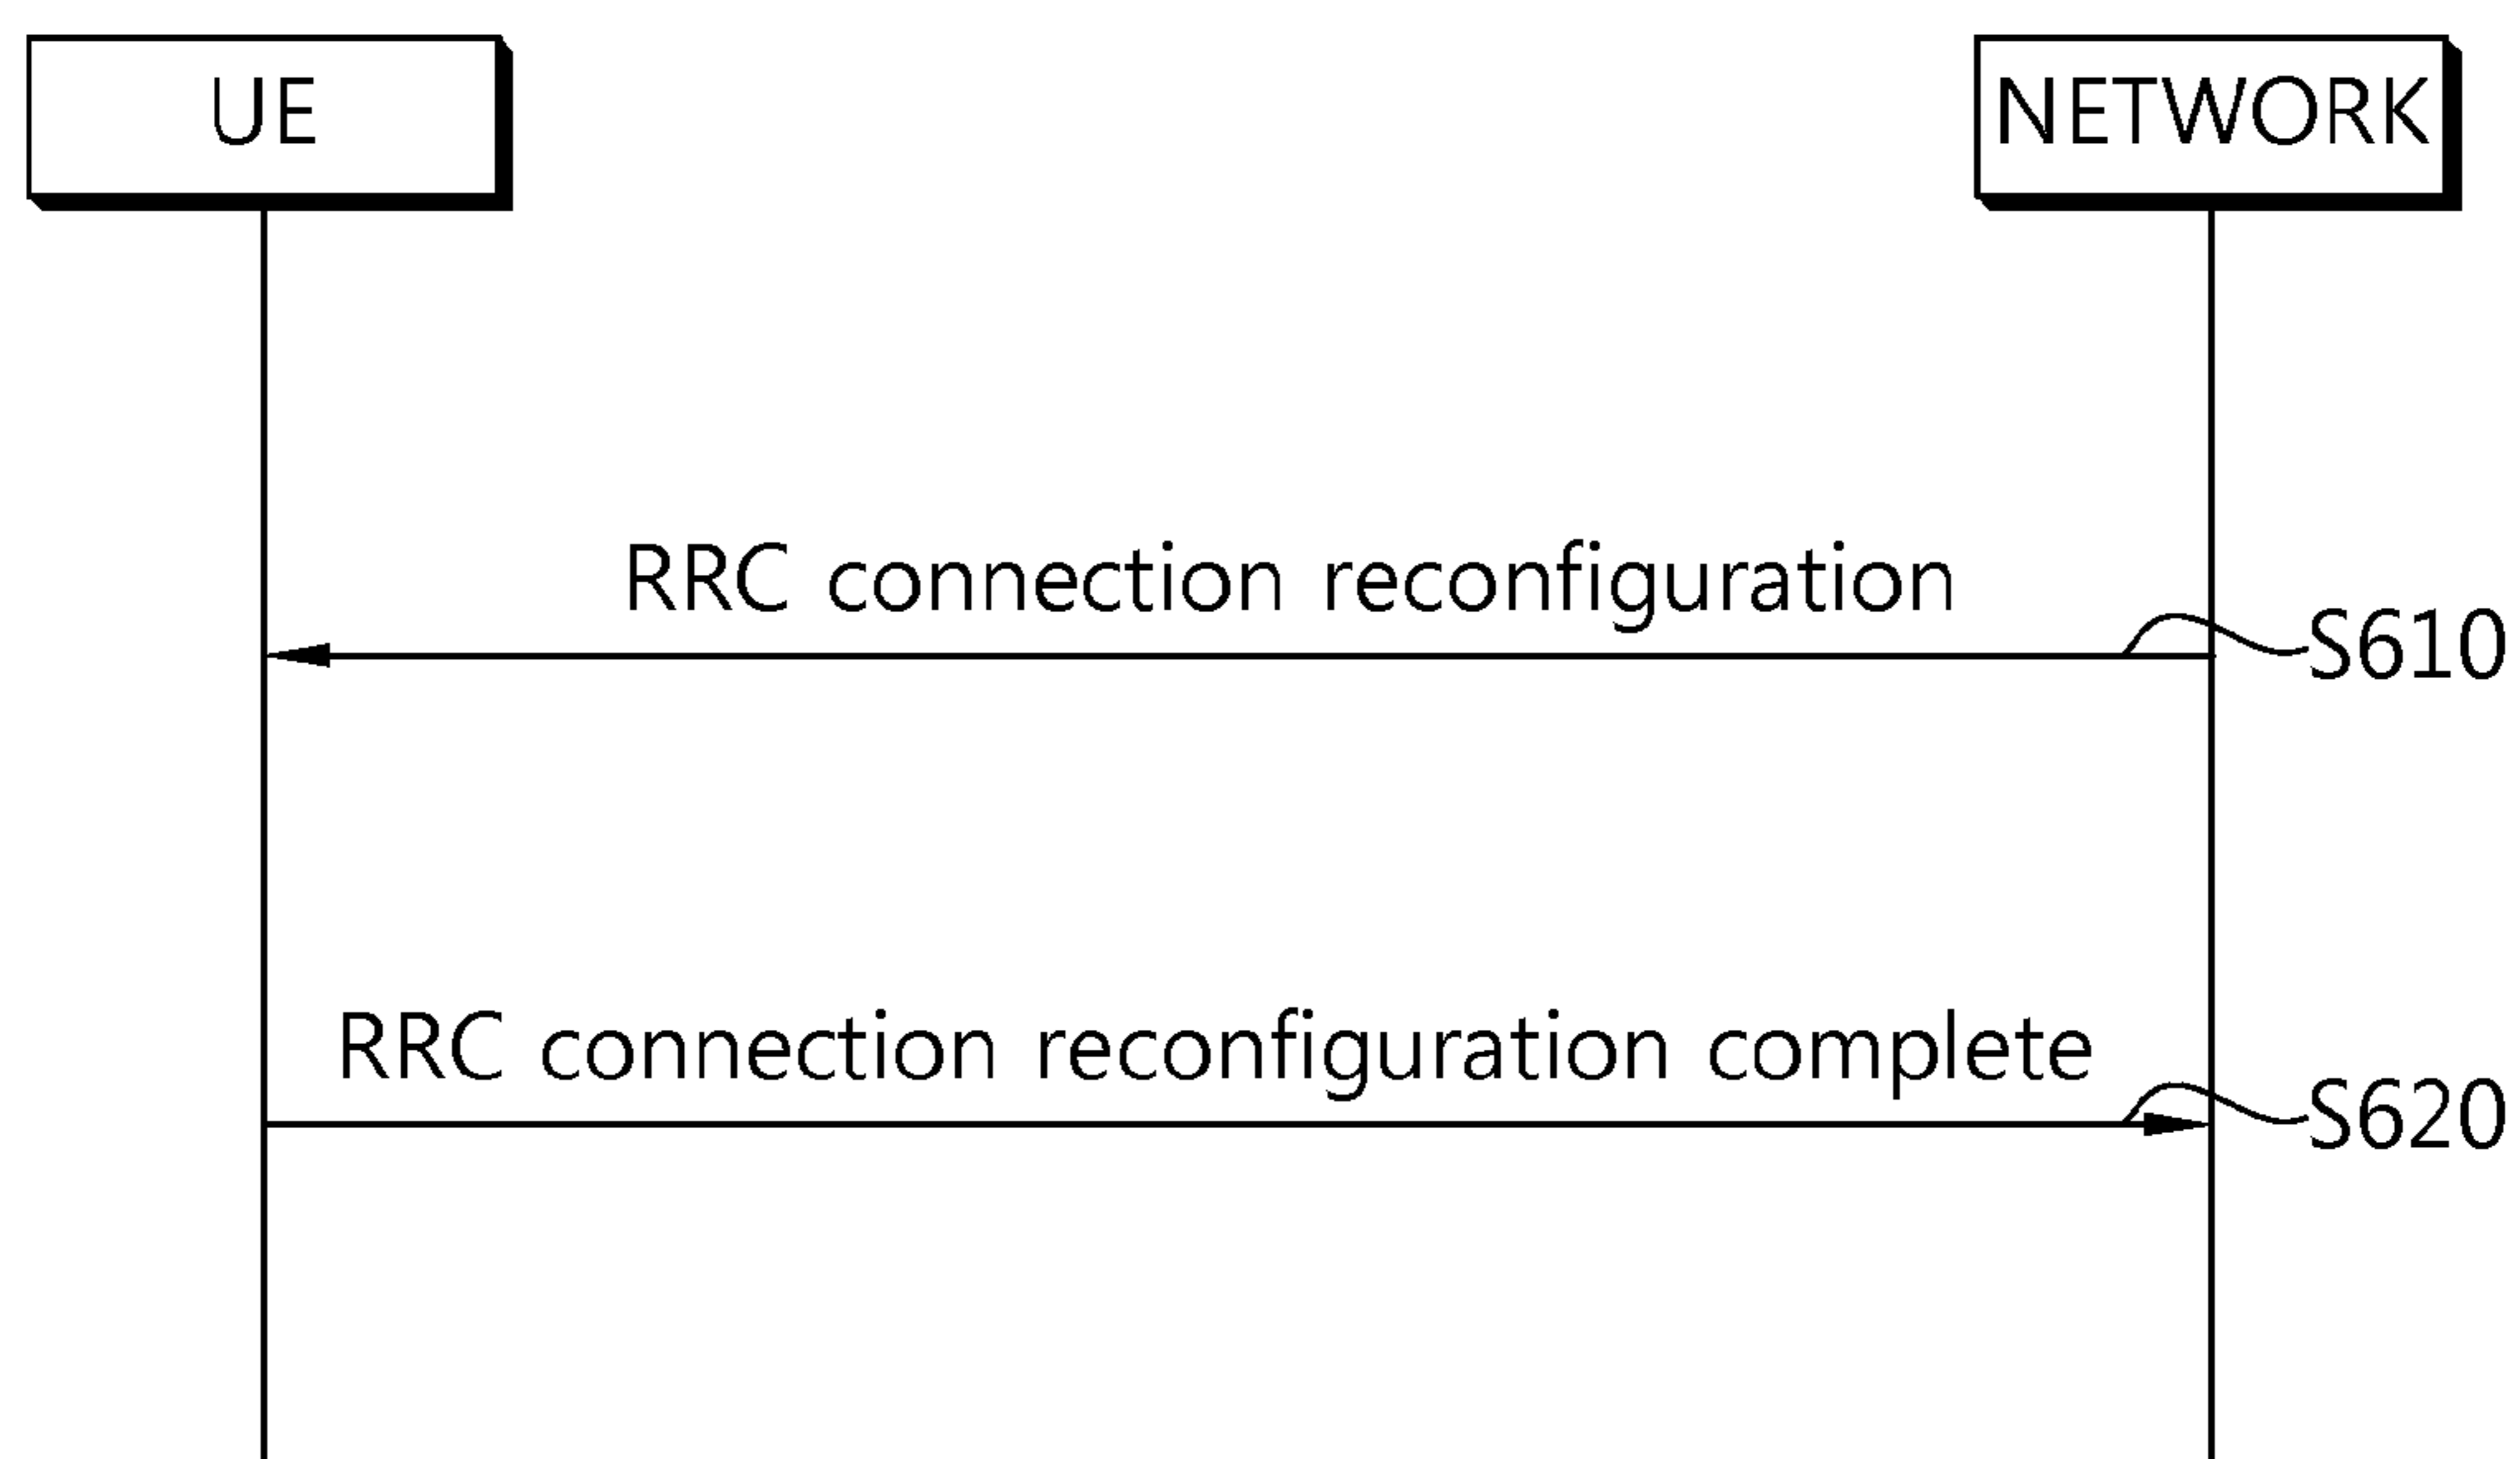 UE
NETWORK
RRC connection reconfiguration
S610
RRC connection reconfiguration complete
S620